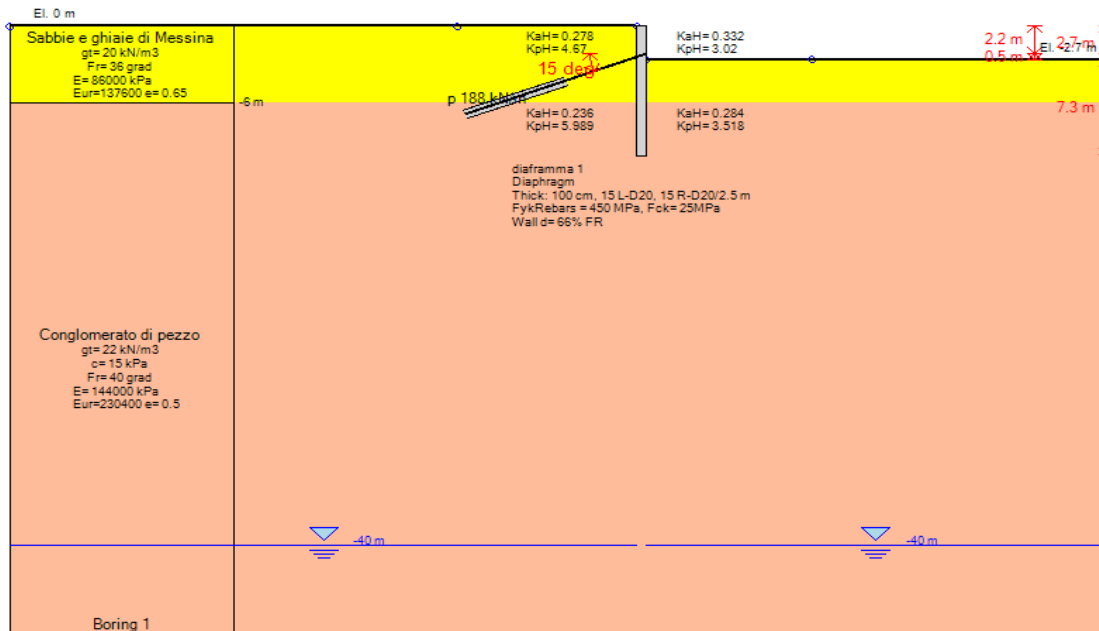 El. 0 m
Sabbie e ghiaie di Messina
gt= 20 kN/m3
Fr= 36 grad
E= 86000 kPa
Eur=137600 e= 0.65
-6 m
KaH= 0.278
KpH= 4.67
15 deg
p 188 kN/m
KaH= 0.236
KpH= 5.989
KaH= 0.332
KpH= 3.02
KaH= 0.284
KpH= 3.518
2.2 m
2.7 m
0.5 m
El. -2.7 m
7.3 m
diaframma 1
Diaphragm
Thick: 100 cm, 15 L-D20, 15 R-D20/2.5 m
FykRebars = 450 MPa, Fck= 25MPa
Wall d= 66% FR
Conglomerato di pezzo
gt= 22 kN/m3
c= 15 kPa
Fr= 40 grad
E= 144000 kPa
Eur=230400 e= 0.5
-40 m
-40 m
Boring 1